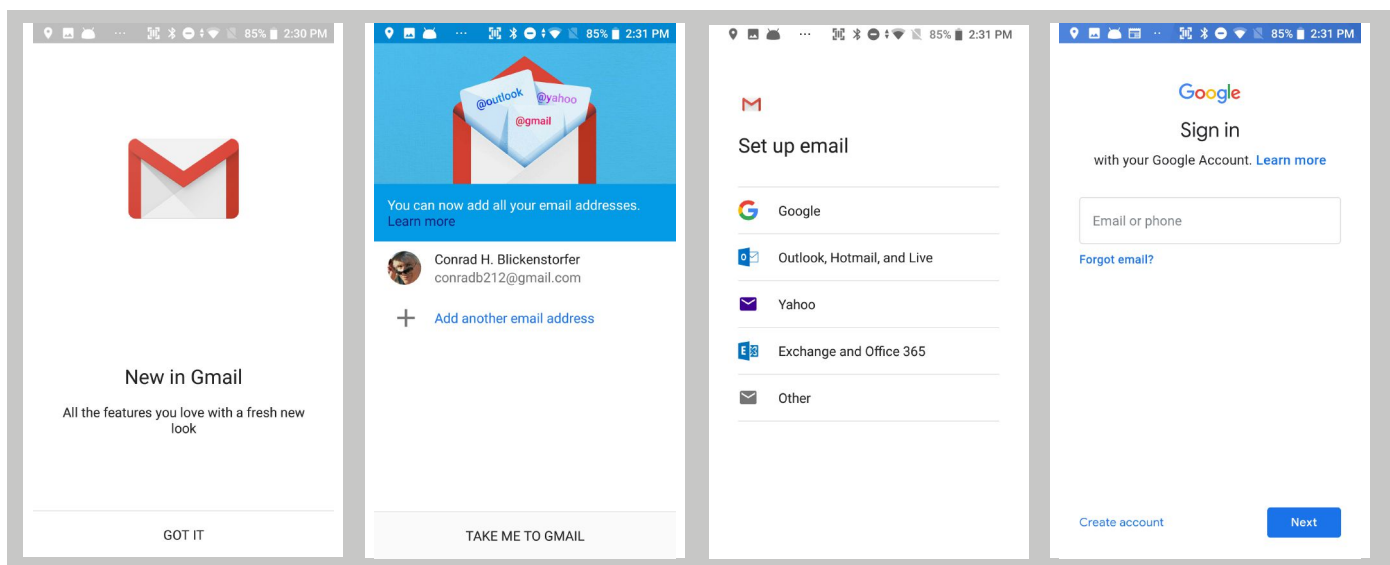 85% 2:30 PM
New in Gmail
All the features you love with a fresh new
look
GOT IT
85% 2:31 PM
@outlook
@yahoo
@gmail
You can now add all your email addresses.
Learn more
Conrad H. Blickenstorfer
conradb212@gmail.com
Add another email address
TAKE ME TO GMAIL
85% 2:31 PM
Set up email
Google
Outlook, Hotmail, and Live
Yahoo
Exchange and Office 365
Other
85% 2:31 PM
Google
Sign in
with your Google Account. Learn more
Email or phone
Forgot email?
Create account
Next